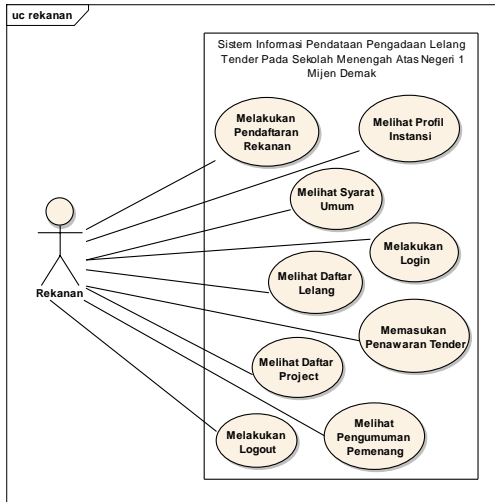 uc rekanan
Sistem Informasi Pendataan Pengadaan Lelang
Tender Pada Sekolah Menengah Atas Negeri 1
Mijen Demak
Melakukan
Pendaftaran
Rekanan
Melihat Profil
Instansi
Melihat Syarat
Umum
Melakukan
Login
Rekanan
Melihat Daftar
Lelang
Memasukan
Penawaran Tender
Melihat Daftar
Project
Melihat
Pengumuman
Pemenang
Melakukan
Logout